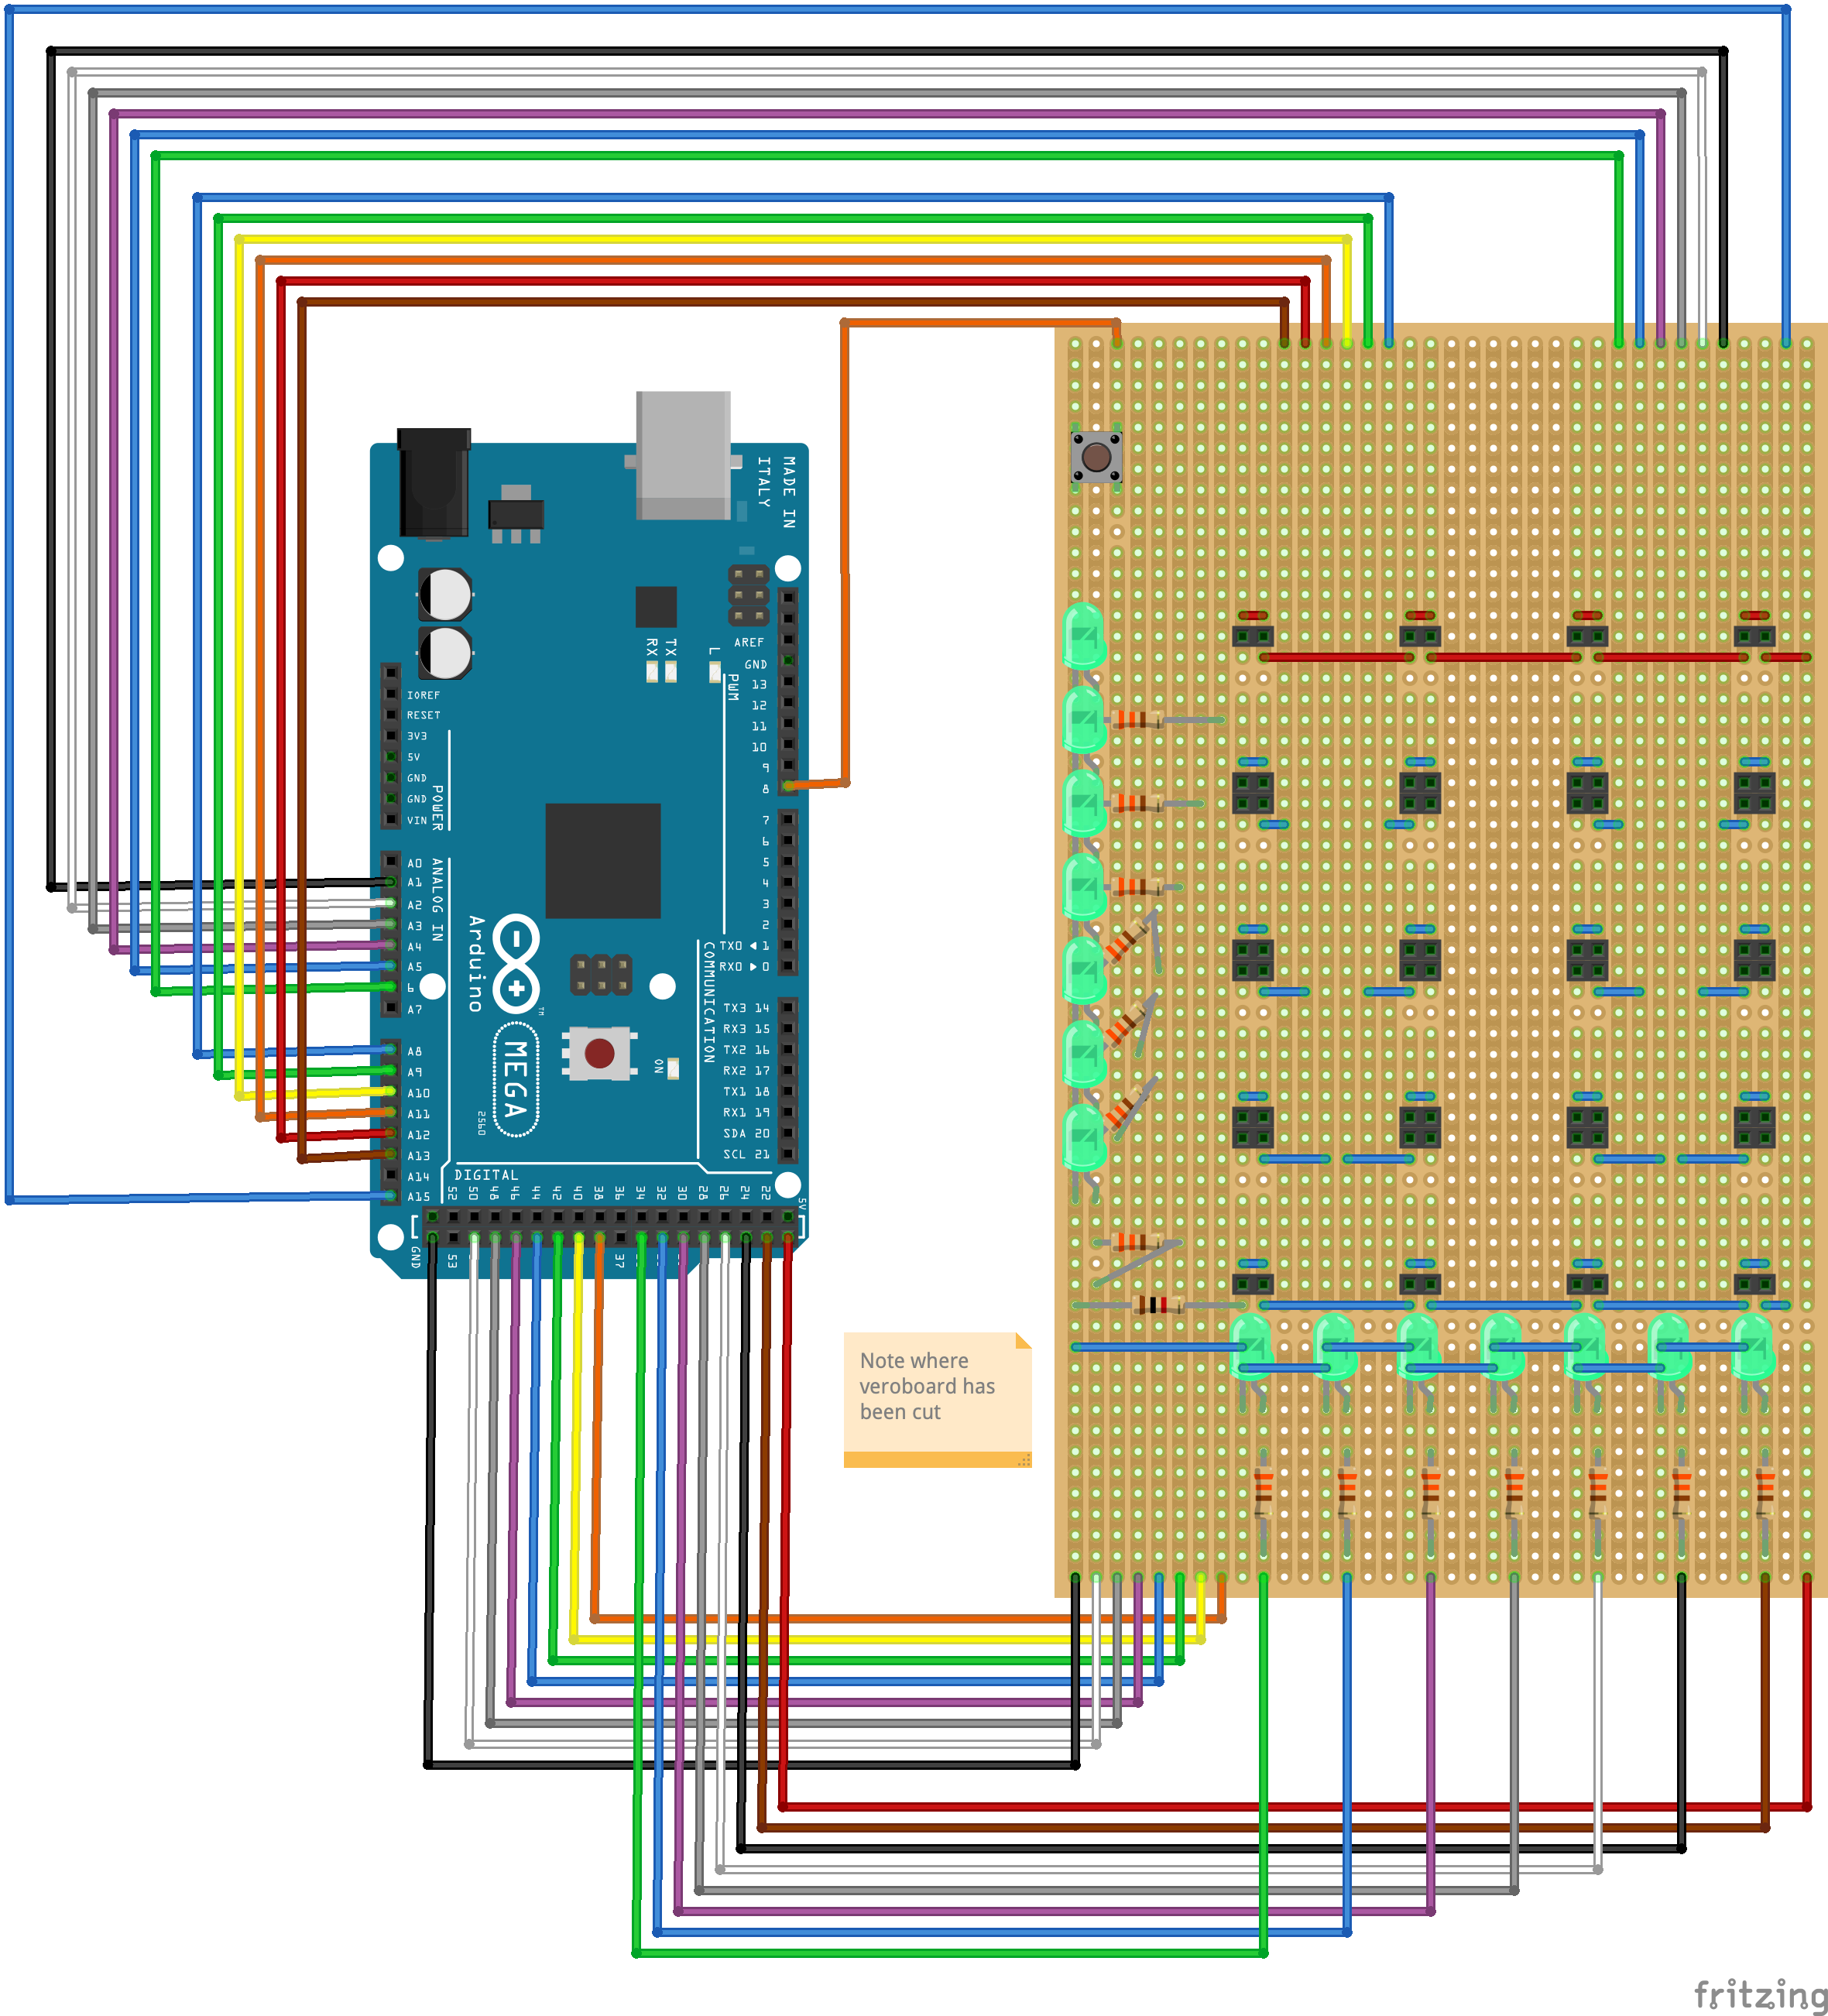 MADE IN
ITALY
RX
TX
L
AREF
GND
13
12
11
10
9
8
PWM
IOREF
RESET
3V3
5V
GND
GND
VIN
POWER
7
6
5
4
3
2
TX0 ◄ 1
RX0 ► 0
A0
A1
A2
A3
A4
A5
A7
ANALOG IN
Arduino
TM
MEGA
2560
ON
COMMUNICATION
TX3 14
RX3 15
TX2 16
RX2 17
TX1 18
RX1 19
SDA 20
SCL 21
A8
A9
A10
A11
A12
A13
A14
A15
DIGITAL
52
50
48
46
44
42
40
38
36
34
32
30
28
26
24
22
5V
GND
53
37
Note where
veroboard has
been cut
fritzing